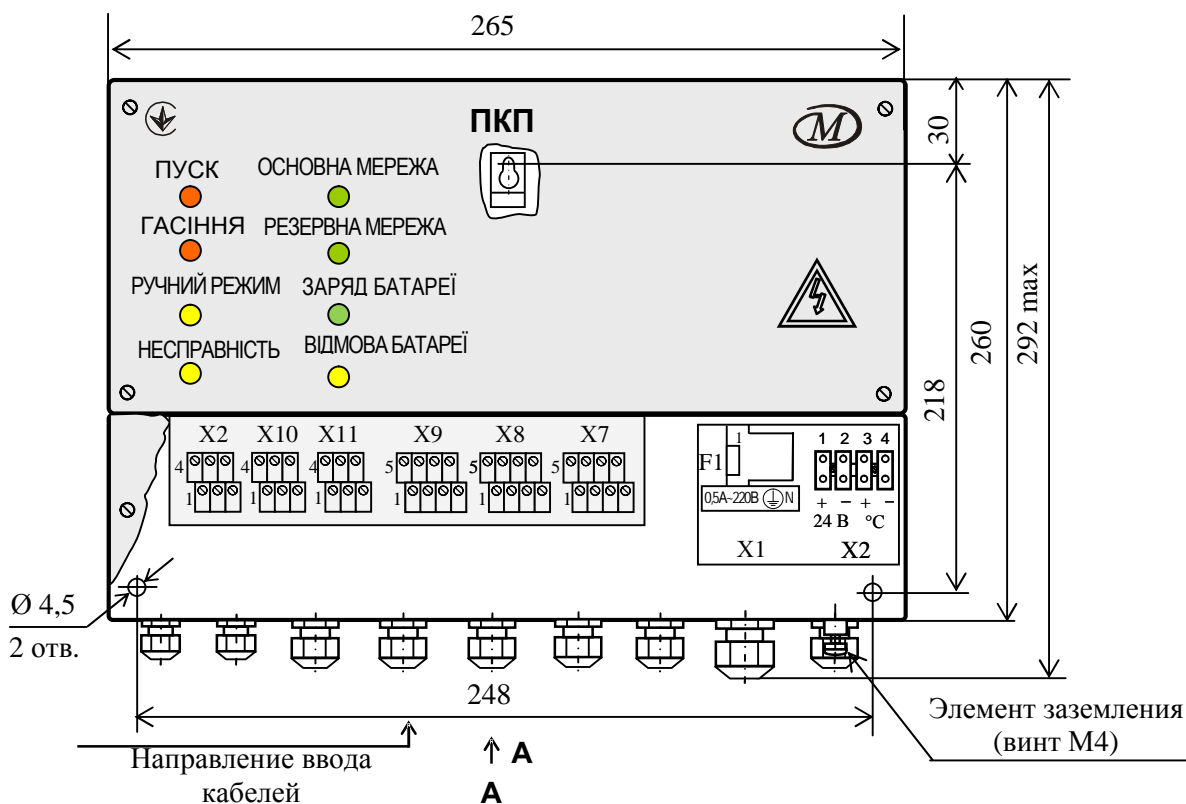 265
ПКП
M
30
ПУСК
ОСНОВНА МЕРЕЖА
ГАСІННЯ
РЕЗЕРВНА МЕРЕЖА
РУЧНИЙ РЕЖИМ
ЗАРЯД БАТАРЕЇ
НЕСПРАВНІСТЬ
ВІДМОВА БАТАРЕЇ
218
260
292 max
X2 X10 X11 X9 X8 X7
4 4 4 5 5 5
1 1 1 1 1 1
F1
1
1 2 3 4
0,5А~220В N
+ − + −
24 В °C
X1
X2
Ø 4,5
2 отв.
248
Направление ввода
кабелей
А
А
Элемент заземления
(винт М4)